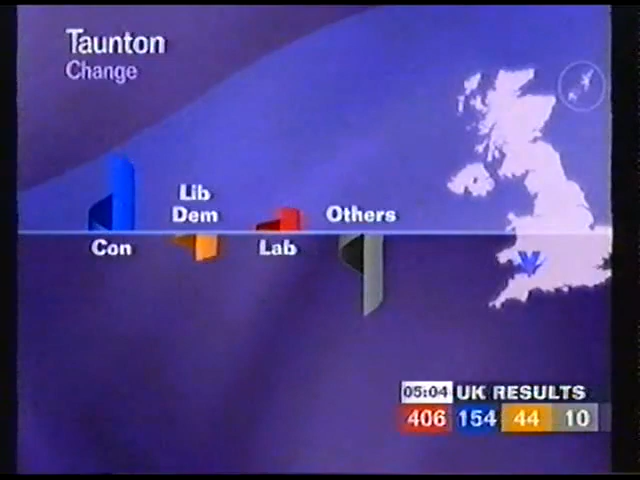 Taunton
Change
Lib
Dem
Others
Con
Lab
05:04 UK RESULTS
406 154 44 10